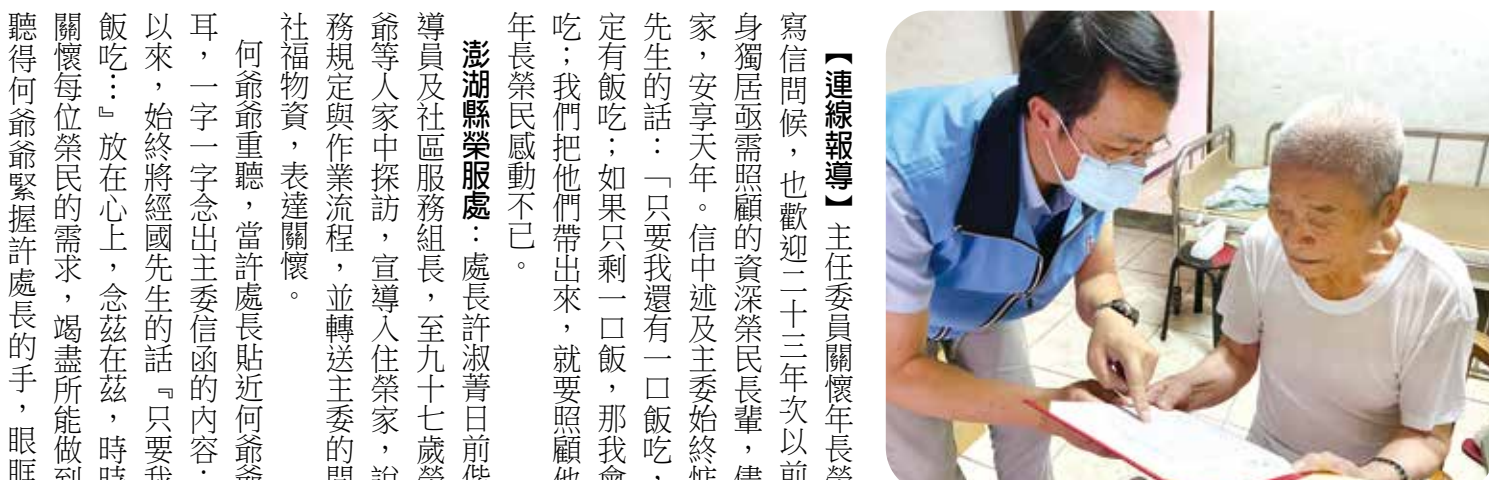 【連線報導】主任委員關懷年長榮
寫信問候，也歡迎二十三年次以前
身獨居亟需照顧的資深榮民長輩，儘
家，安享天年。信中述及主委始終惦
先生的話：「只要我還有一口飯吃，
定有飯吃；如果只剩一口飯，那我會
吃；我們把他們帶出來，就要照顧他
年長榮民感動不已。
澎湖縣榮服處：處長許淑菁日前偕
導員及社區服務組長，至九十七歲榮
爺等人家中探訪，宣導入住榮家，說
務規定與作業流程，並轉送主委的問
社福物資，表達關懷。
何爺爺重聽，當許處長貼近何爺爺
耳，一字一字念出主委信函的內容：
以來，始終將經國先生的話『只要我
飯吃…』放在心上，念茲在茲，時時
關懷每位榮民的需求，竭盡所能做到
聽得何爺爺緊握許處長的手，眼眶